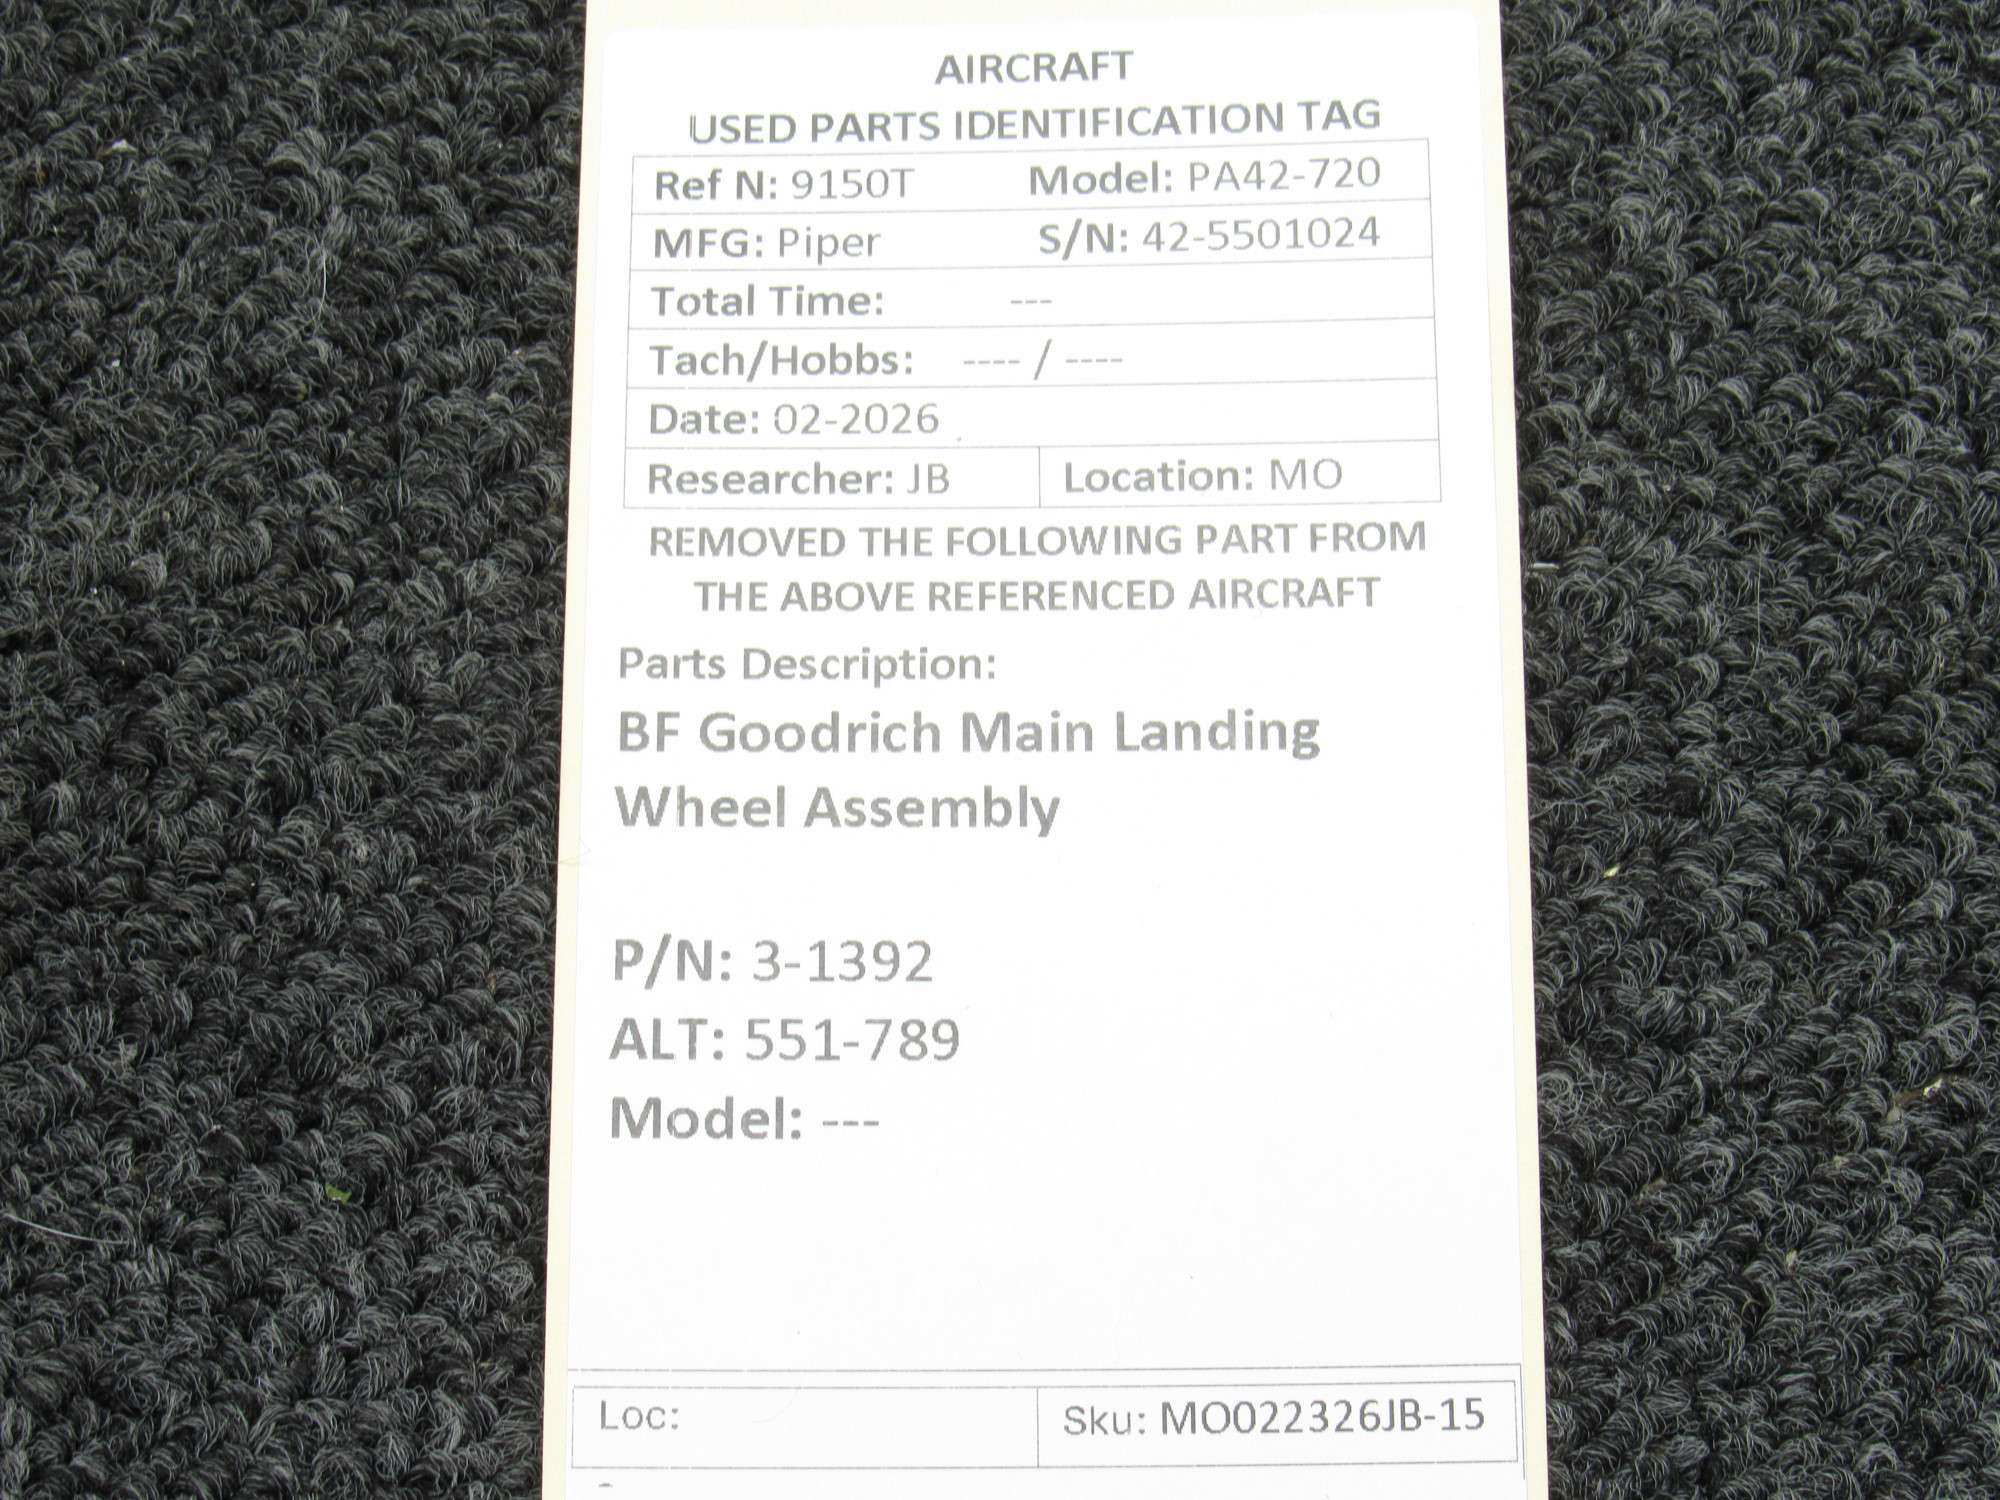 AIRCRAFT
USED PARTS IDENTIFICATION TAG
Ref N: 9150T Model: PA42-720
MFG: Piper S/N: 42-5501024
Total Time: ---
Tach/Hobbs: ---- / ----
Date: 02-2026
Researcher: JB Location: MO
REMOVED THE FOLLOWING PART FROM
THE ABOVE REFERENCED AIRCRAFT
Parts Description:
BF Goodrich Main Landing
Wheel Assembly
P/N: 3-1392
ALT: 551-789
Model: ---
Loc: Sku: MO022326JB-15